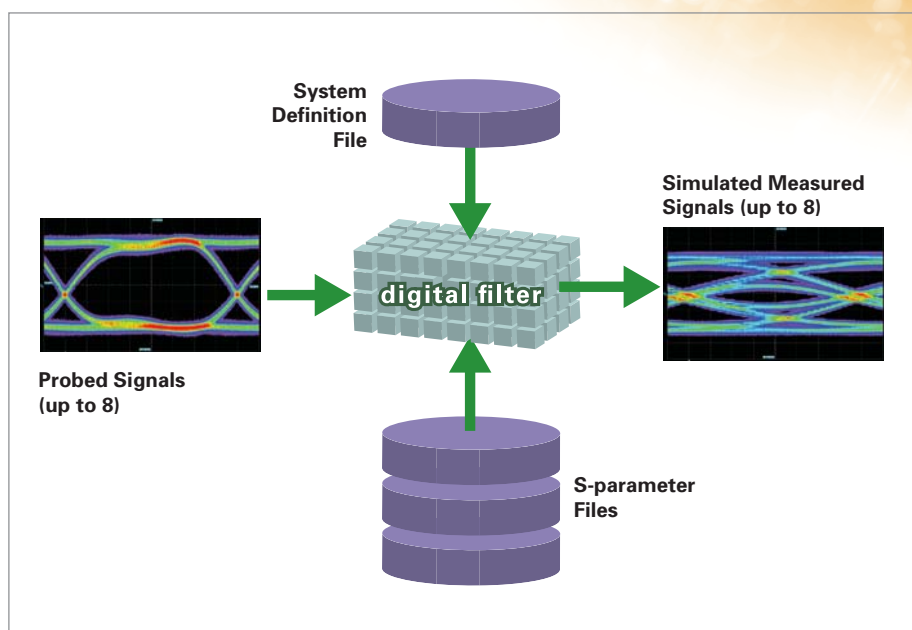 System
Definition
File
Simulated Measured
Signals (up to 8)
digital filter
Probed Signals
(up to 8)
S-parameter
Files